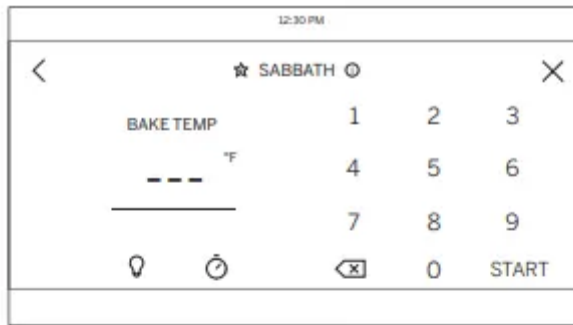 12:30 PM
SABBATH
BAKE TEMP
--- °F
1 2 3
4 5 6
7 8 9
0 START